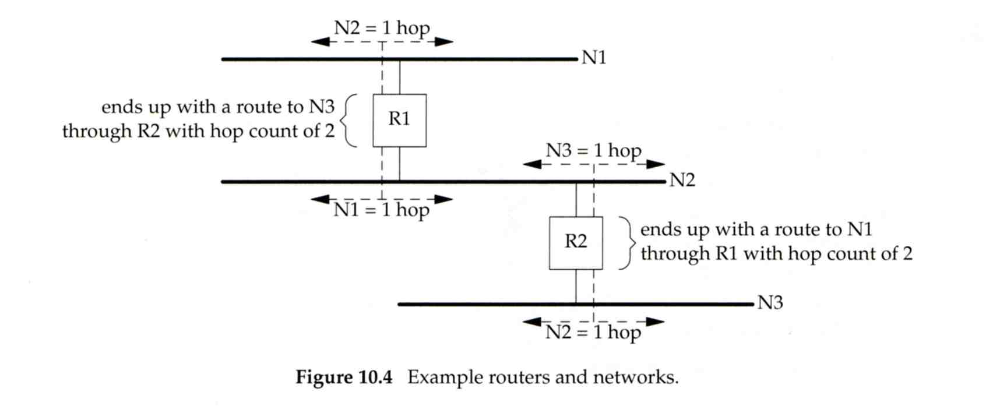 N2 = 1 hop
N1
ends up with a route to N3
through R2 with hop count of 2
R1
N3 = 1 hop
N2
N1 = 1 hop
R2
ends up with a route to N1
through R1 with hop count of 2
N3
N2 = 1 hop
Figure 10.4 Example routers and networks.